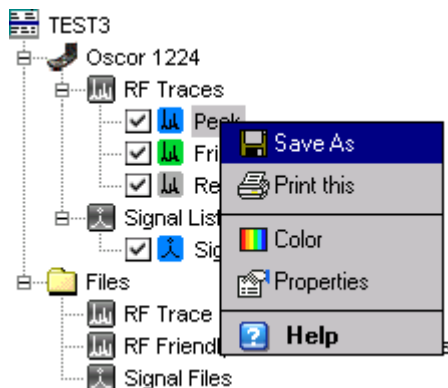 TEST3
Oscor 1224
RF Traces
Peak
Save As
Print this
Signal List
Color
Files
Properties
RF Trace
Help
Signal Files